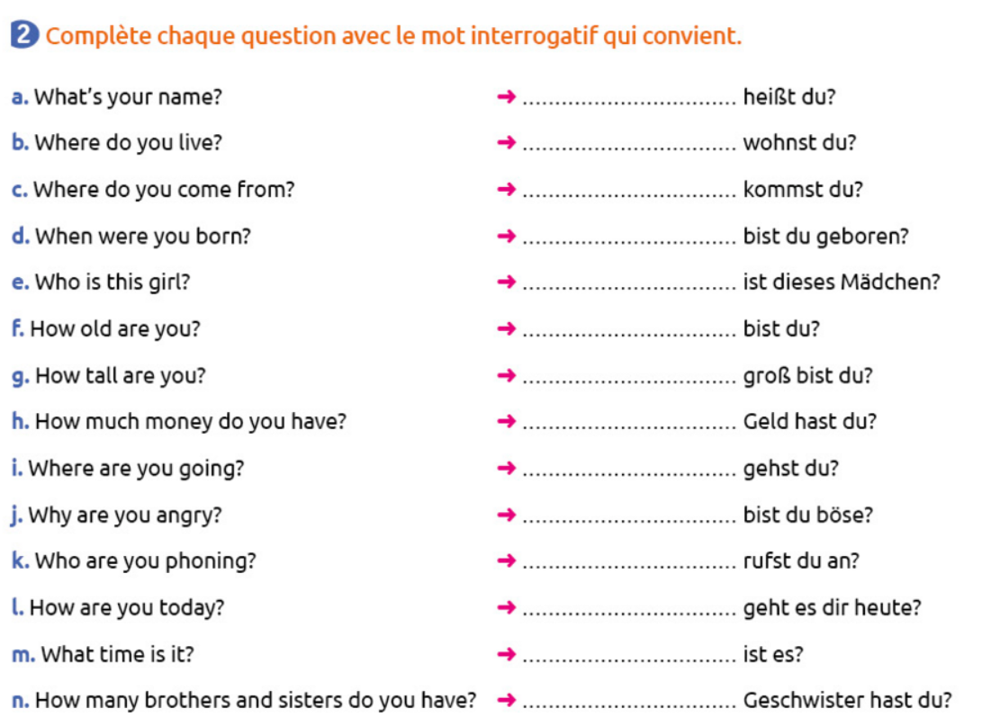 2 Complète chaque question avec le mot interrogatif qui convient.
a. What's your name? ➜ ................................. heißt du?
b. Where do you live? ➜ ................................. wohnst du?
c. Where do you come from? ➜ ................................. kommst du?
d. When were you born? ➜ ................................. bist du geboren?
e. Who is this girl? ➜ ................................. ist dieses Mädchen?
f. How old are you? ➜ ................................. bist du?
g. How tall are you? ➜ ................................. groß bist du?
h. How much money do you have? ➜ ................................. Geld hast du?
i. Where are you going? ➜ ................................. gehst du?
j. Why are you angry? ➜ ................................. bist du böse?
k. Who are you phoning? ➜ ................................. rufst du an?
l. How are you today? ➜ ................................. geht es dir heute?
m. What time is it? ➜ ................................. ist es?
n. How many brothers and sisters do you have? ➜ ................................. Geschwister hast du?